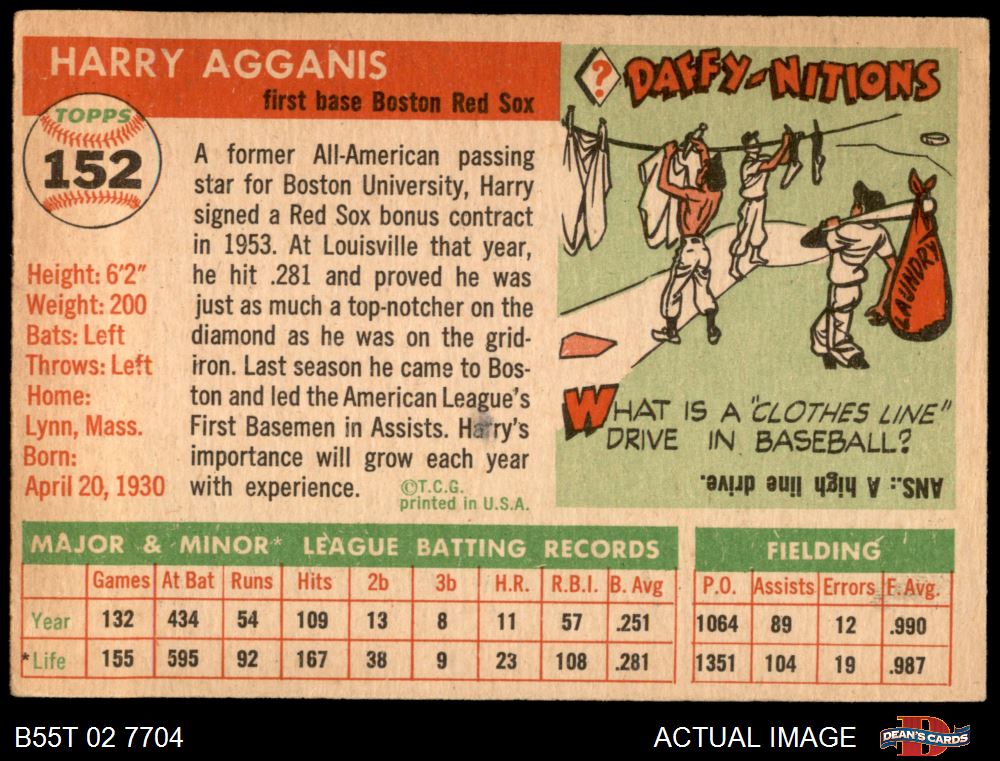 HARRY AGGANIS
first base Boston Red Sox
TOPPS
152
Height: 6'2"
Weight: 200
Bats: Left
Throws: Left
Home:
Lynn, Mass.
Born:
April 20, 1930
A former All-American passing
star for Boston University, Harry
signed a Red Sox bonus contract
in 1953. At Louisville that year,
he hit .281 and proved he was
just as much a top-notcher on the
diamond as he was on the grid-
iron. Last season he came to Bos-
ton and led the American League's
First Basemen in Assists. Harry's
importance will grow each year
with experience.
©T.C.G.
printed in U.S.A.
? DAFFY-NITIONS
LAUNDRY
WHAT IS A "CLOTHES LINE"
DRIVE IN BASEBALL?
ANS.: A high line drive.
MAJOR & MINOR* LEAGUE BATTING RECORDS
Games At Bat Runs Hits 2b 3b H.R. R.B.I. B. Avg
Year 132 434 54 109 13 8 11 57 .251
*Life 155 595 92 167 38 9 23 108 .281
FIELDING
P.O. Assists Errors F. Avg.
1064 89 12 .990
1351 104 19 .987
B55T 02 7704
ACTUAL IMAGE
D
DEAN'S CARDS